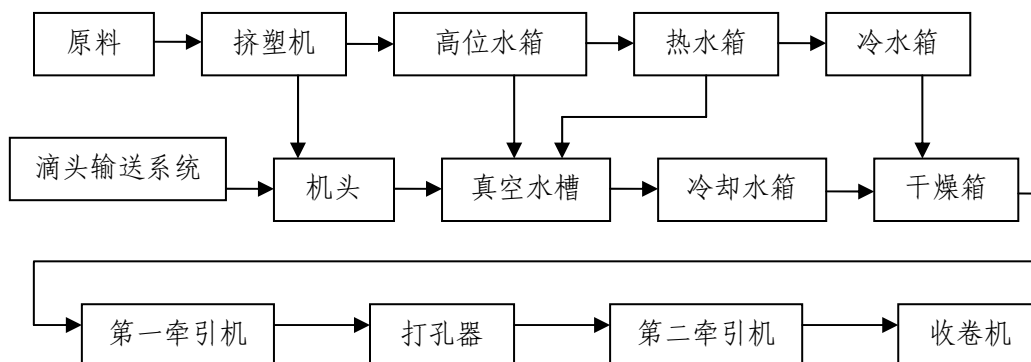 原料
挤塑机
高位水箱
热水箱
冷水箱
滴头输送系统
机头
真空水槽
冷却水箱
干燥箱
第一牵引机
打孔器
第二牵引机
收卷机